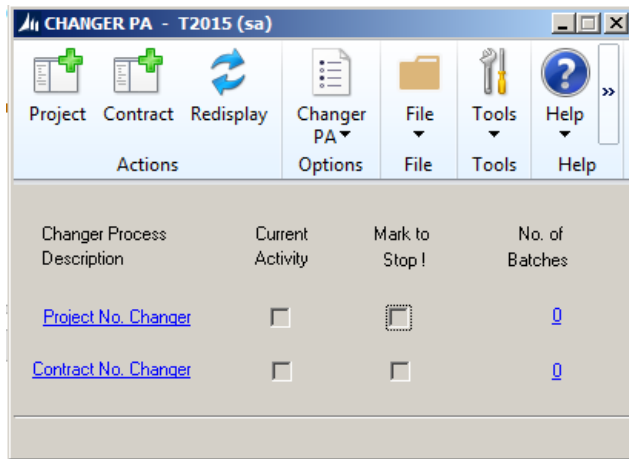 CHANGER PA - T2015 (sa)
Project Contract Redisplay Changer PA File Tools Help »
Actions Options File Tools Help
Changer Process Description Current Activity Mark to Stop ! No. of Batches
Project No. Changer 0
Contract No. Changer 0